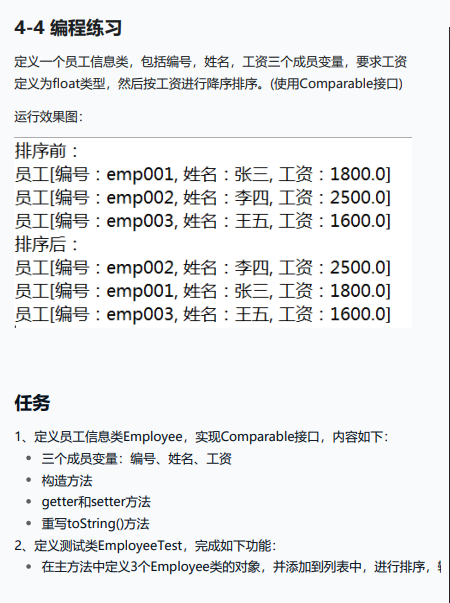 4-4 编程练习
定义一个员工信息类，包括编号，姓名，工资三个成员变量，要求工资
定义为float类型，然后按工资进行降序排序。(使用Comparable接口)
运行效果图：
排序前：
员工[编号：emp001, 姓名：张三, 工资：1800.0]
员工[编号：emp002, 姓名：李四, 工资：2500.0]
员工[编号：emp003, 姓名：王五, 工资：1600.0]
排序后：
员工[编号：emp002, 姓名：李四, 工资：2500.0]
员工[编号：emp001, 姓名：张三, 工资：1800.0]
员工[编号：emp003, 姓名：王五, 工资：1600.0]
任务
1、定义员工信息类Employee，实现Comparable接口，内容如下：
• 三个成员变量：编号、姓名、工资
• 构造方法
• getter和setter方法
• 重写toString()方法
2、定义测试类EmployeeTest，完成如下功能：
• 在主方法中定义3个Employee类的对象，并添加到列表中，进行排序，